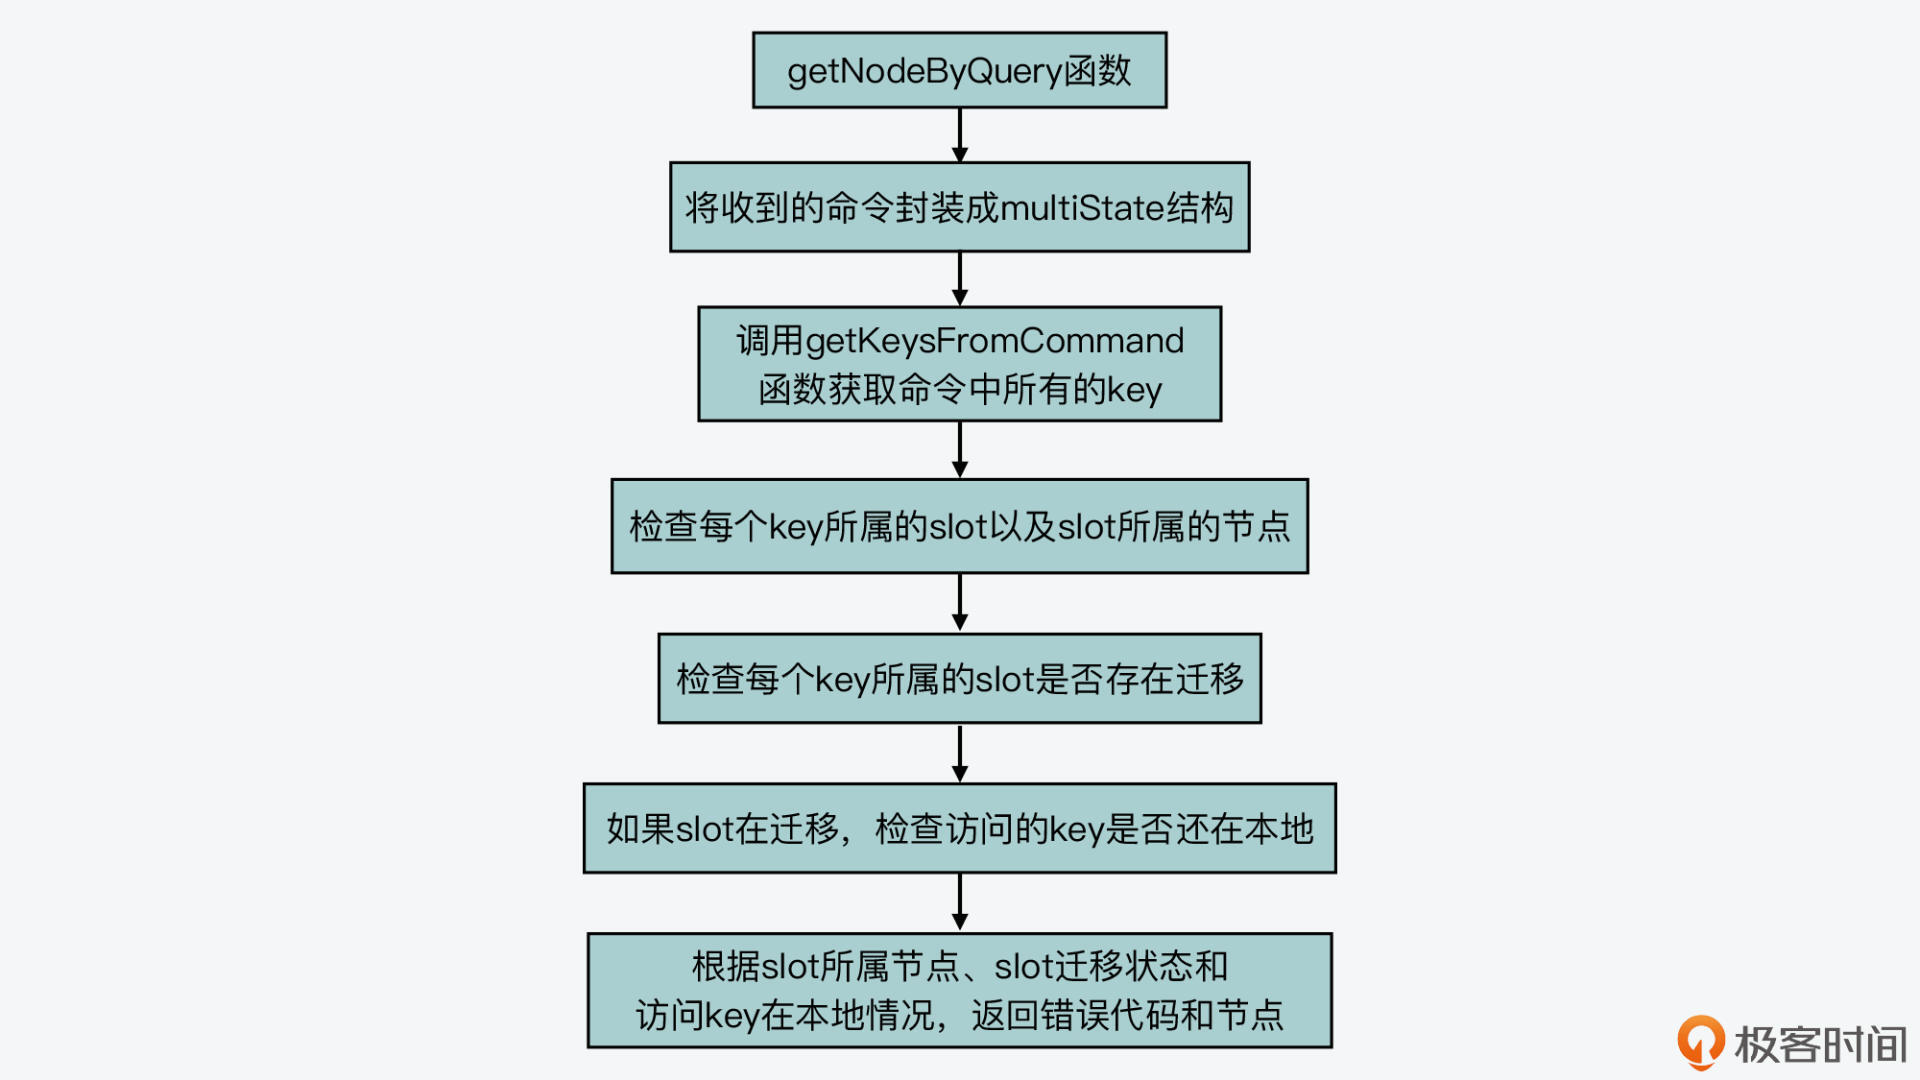 getNodeByQuery函数
将收到的命令封装成multiState结构
调用getKeysFromCommand
函数获取命令中所有的key
检查每个key所属的slot以及slot所属的节点
检查每个key所属的slot是否存在迁移
如果slot在迁移，检查访问的key是否还在本地
根据slot所属节点、slot迁移状态和
访问key在本地情况，返回错误代码和节点
极客时间